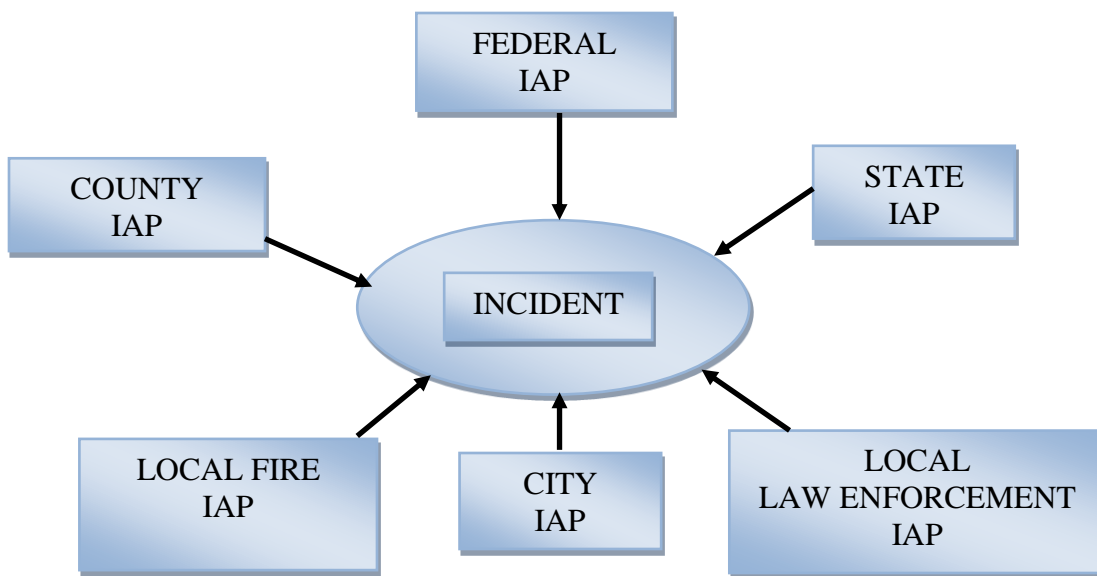 FEDERAL
IAP
COUNTY
IAP
STATE
IAP
INCIDENT
LOCAL FIRE
IAP
CITY
IAP
LOCAL
LAW ENFORCEMENT
IAP